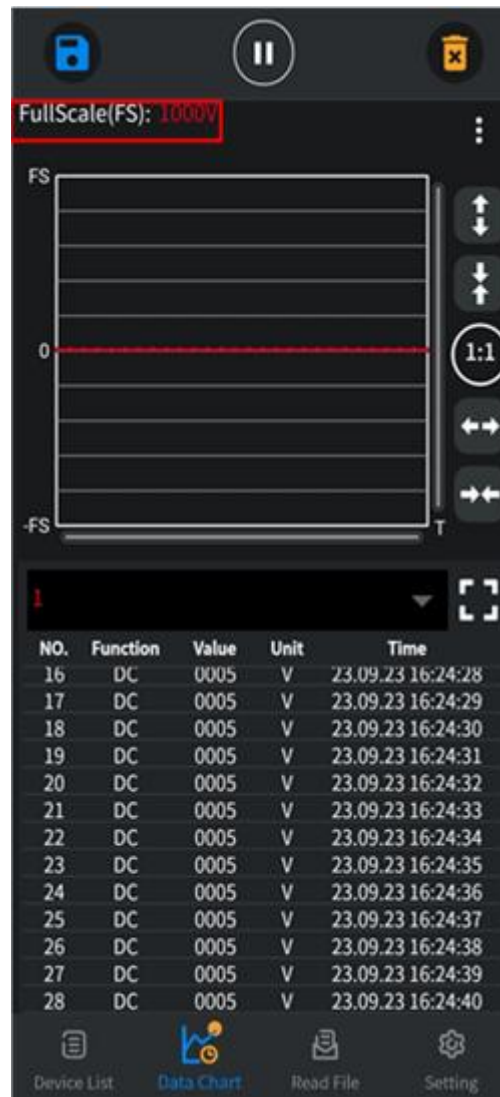 FullScale(FS): 1000V
FS
1:1
0
-FS
T
1
NO. Function Value Unit Time
16 DC 0005 V 23.09.23 16:24:28
17 DC 0005 V 23.09.23 16:24:29
18 DC 0005 V 23.09.23 16:24:30
19 DC 0005 V 23.09.23 16:24:31
20 DC 0005 V 23.09.23 16:24:32
21 DC 0005 V 23.09.23 16:24:33
22 DC 0005 V 23.09.23 16:24:34
23 DC 0005 V 23.09.23 16:24:35
24 DC 0005 V 23.09.23 16:24:36
25 DC 0005 V 23.09.23 16:24:37
26 DC 0005 V 23.09.23 16:24:38
27 DC 0005 V 23.09.23 16:24:39
28 DC 0005 V 23.09.23 16:24:40
Device List Data Chart Read File Setting